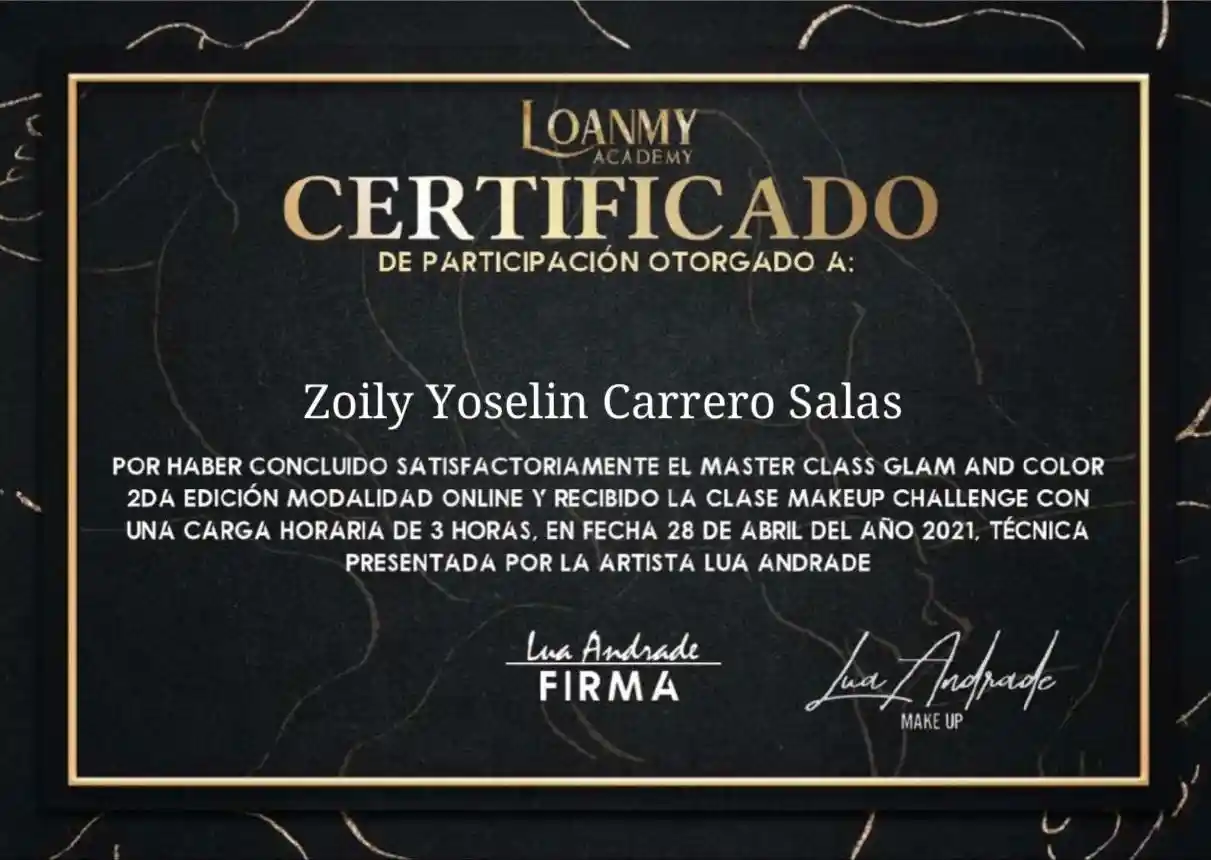 LOANMY
ACADEMY
CERTIFICADO
DE PARTICIPACIÓN OTORGADO A:
Zoily Yoselin Carrero Salas
POR HABER CONCLUIDO SATISFACTORIAMENTE EL MASTER CLASS GLAM AND COLOR
2DA EDICIÓN MODALIDAD ONLINE Y RECIBIDO LA CLASE MAKEUP CHALLENGE CON
UNA CARGA HORARIA DE 3 HORAS, EN FECHA 28 DE ABRIL DEL AÑO 2021, TÉCNICA
PRESENTADA POR LA ARTISTA LUA ANDRADE
Lua Andrade
FIRMA
Lua Andrade
MAKE UP